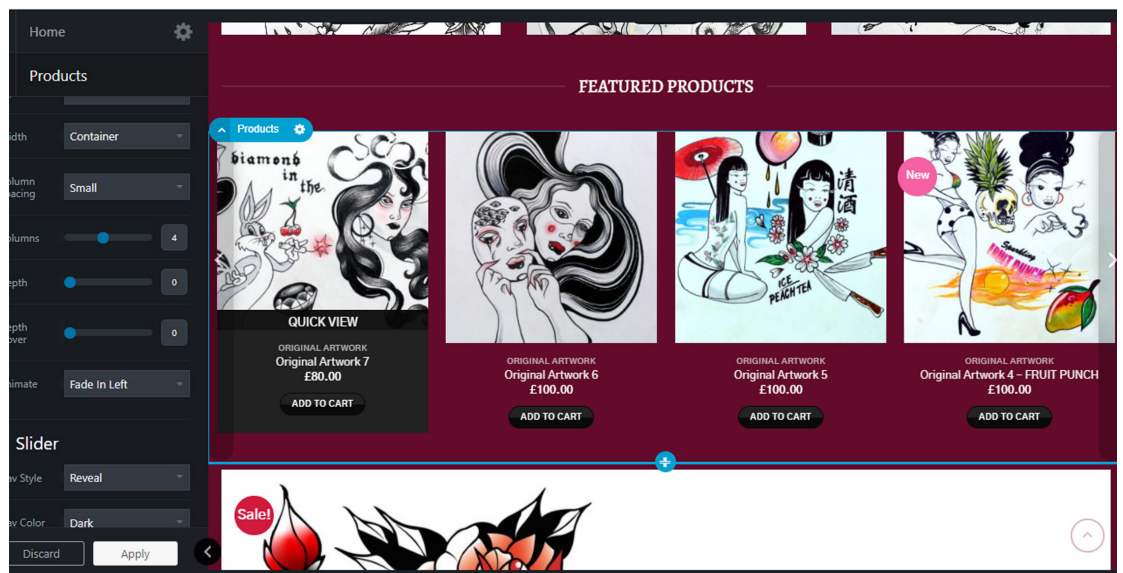 Home
Products
idth
Container
olumn
pacing
Small
olumns
4
epth
0
epth
over
0
nimate
Fade In Left
Slider
av Style
Reveal
av Color
Dark
Discard
Apply
FEATURED PRODUCTS
Products
diamond
in
the
QUICK VIEW
ORIGINAL ARTWORK
Original Artwork 7
£80.00
ADD TO CART
ORIGINAL ARTWORK
Original Artwork 6
£100.00
ADD TO CART
清
酒
ICE
PEACH TEA
ORIGINAL ARTWORK
Original Artwork 5
£100.00
ADD TO CART
New
Sparkling
FRUIT PUNCH
ORIGINAL ARTWORK
Original Artwork 4 – FRUIT PUNCH
£100.00
ADD TO CART
Sale!